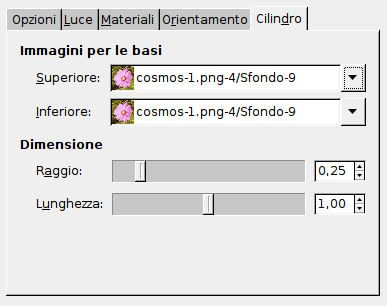 Opzioni Luce Materiali Orientamento Cilindro
Immagini per le basi
Superiore: cosmos-1.png-4/Sfondo-9
Inferiore: cosmos-1.png-4/Sfondo-9
Dimensione
Raggio: 0,25
Lunghezza: 1,00